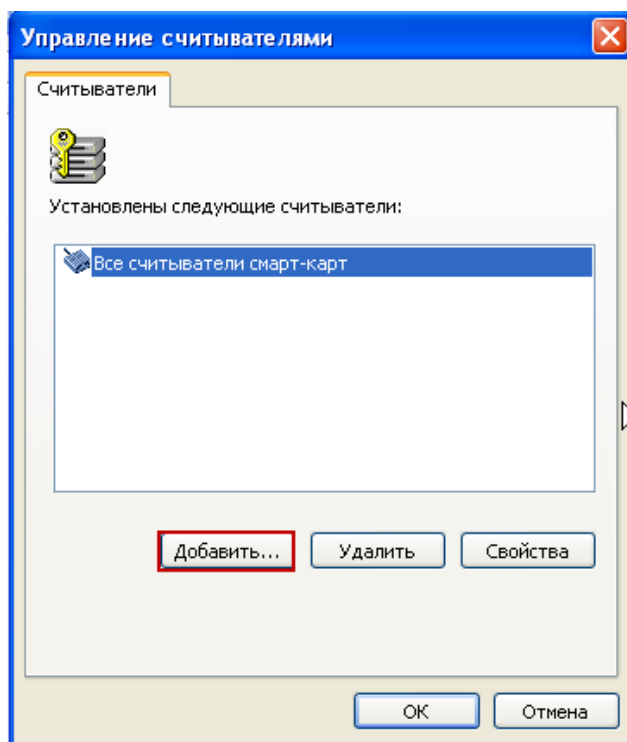 Управление считывателями
Считыватели
Установлены следующие считыватели:
Все считыватели смарт-карт
Добавить...
Удалить
Свойства
ОК
Отмена